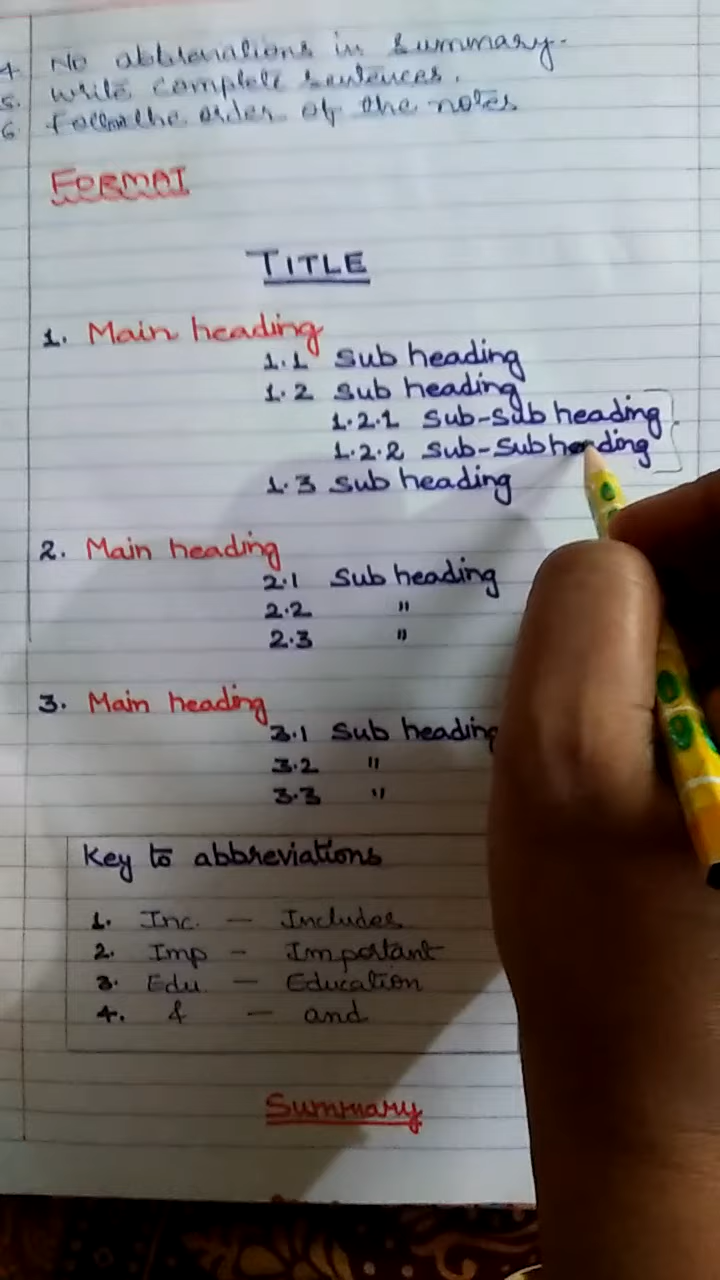 4. No abbreviations in summary.
5. Write complete sentences.
6. Follow the order of the notes
FORMAT
TITLE
1. Main heading
1.1 Sub heading
1.2 Sub heading
1.2.1 Sub-Sub heading
1.2.2 Sub-Sub heading
1.3 Sub heading
2. Main heading
2.1 Sub heading
2.2 "
2.3 "
3. Main heading
3.1 Sub heading
3.2 "
3.3 "
Key to abbreviations
1. Inc. - Includes
2. Imp - Important
3. Edu - Education
4. & - and
Summary